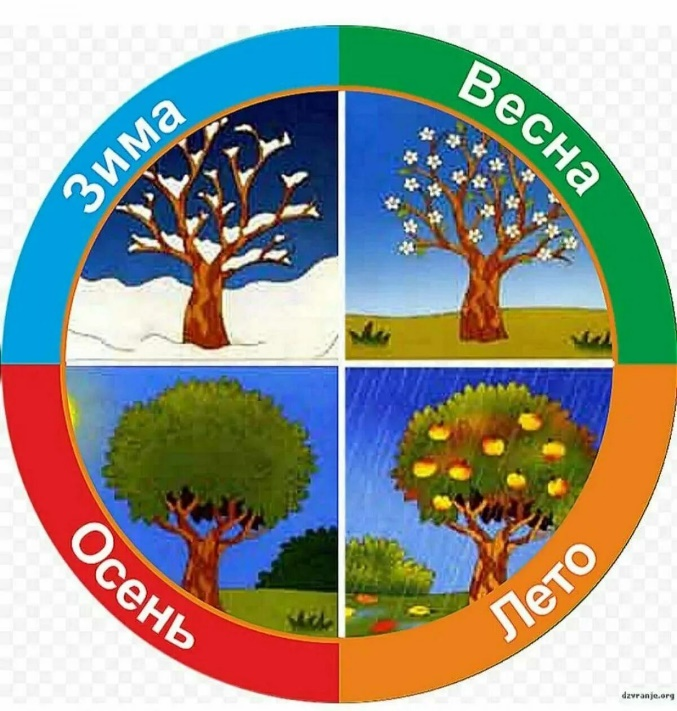 Зима
Весна
Осень
Лето
dzvranje.org